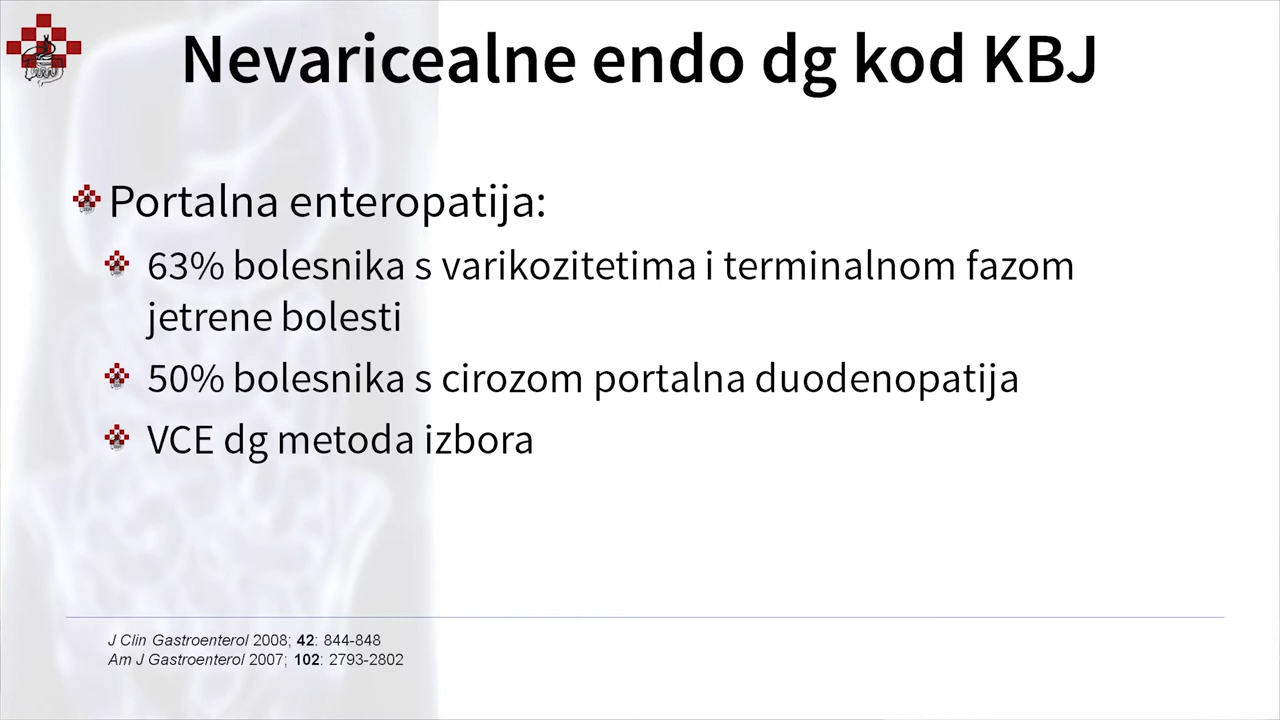 Nevaricealne endo dg kod KBJ
Portalna enteropatija:
63% bolesnika s varikozitetima i terminalnom fazom
jetrene bolesti
50% bolesnika s cirozom portalna duodenopatija
VCE dg metoda izbora
J Clin Gastroenterol 2008; 42: 844-848
Am J Gastroenterol 2007; 102: 2793-2802